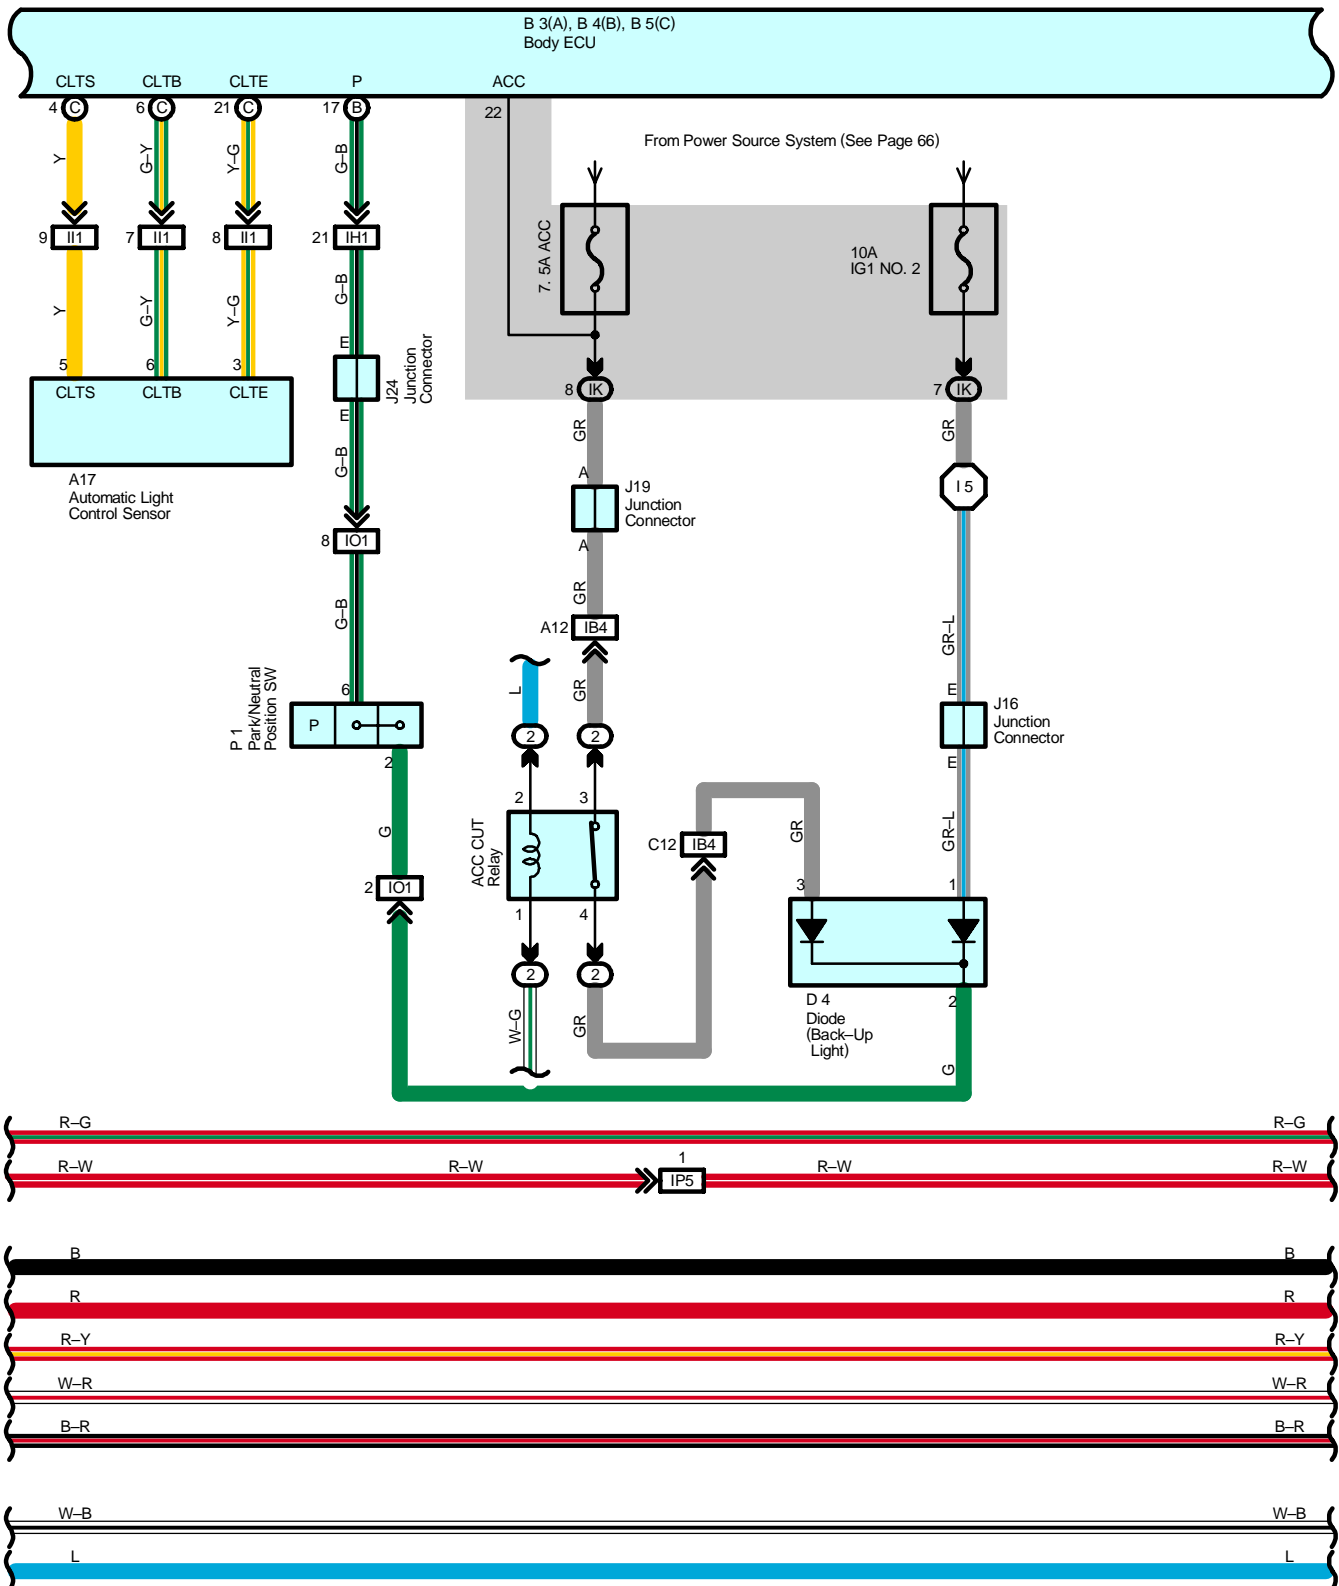 B 3(A), B 4(B), B 5(C)
Body ECU
CLTS CLTB CLTE P ACC
4 C 6 C 21 C 17 B 22
From Power Source System (See Page 66)
Y G–Y Y–G G–B
9 II1 7 II1 8 II1 21 IH1
7. 5A ACC
10A
IG1 NO. 2
Y G–Y Y–G G–B
5 6 3 E
CLTS CLTB CLTE
J24
Junction
Connector
E
8 IK 7 IK
GR GR
A17
Automatic Light
Control Sensor
G–B
A
J19
Junction
Connector
A
I 5
8 IO1
GR
G–B
A12 IB4
GR–L
P 1
Park/Neutral
Position SW
6
L GR
E
J16
Junction
Connector
E
P
2 2
2
2 3
G
ACC CUT
Relay
C12 IB4
GR GR–L
2 IO1
3 1
1 4
2 2
W–G GR
D 4
Diode
(Back–Up
Light)
2
G
R–G R–G
R–W R–W 1 R–W R–W
IP5
B B
R R
R–Y R–Y
W–R W–R
B–R B–R
W–B W–B
L L